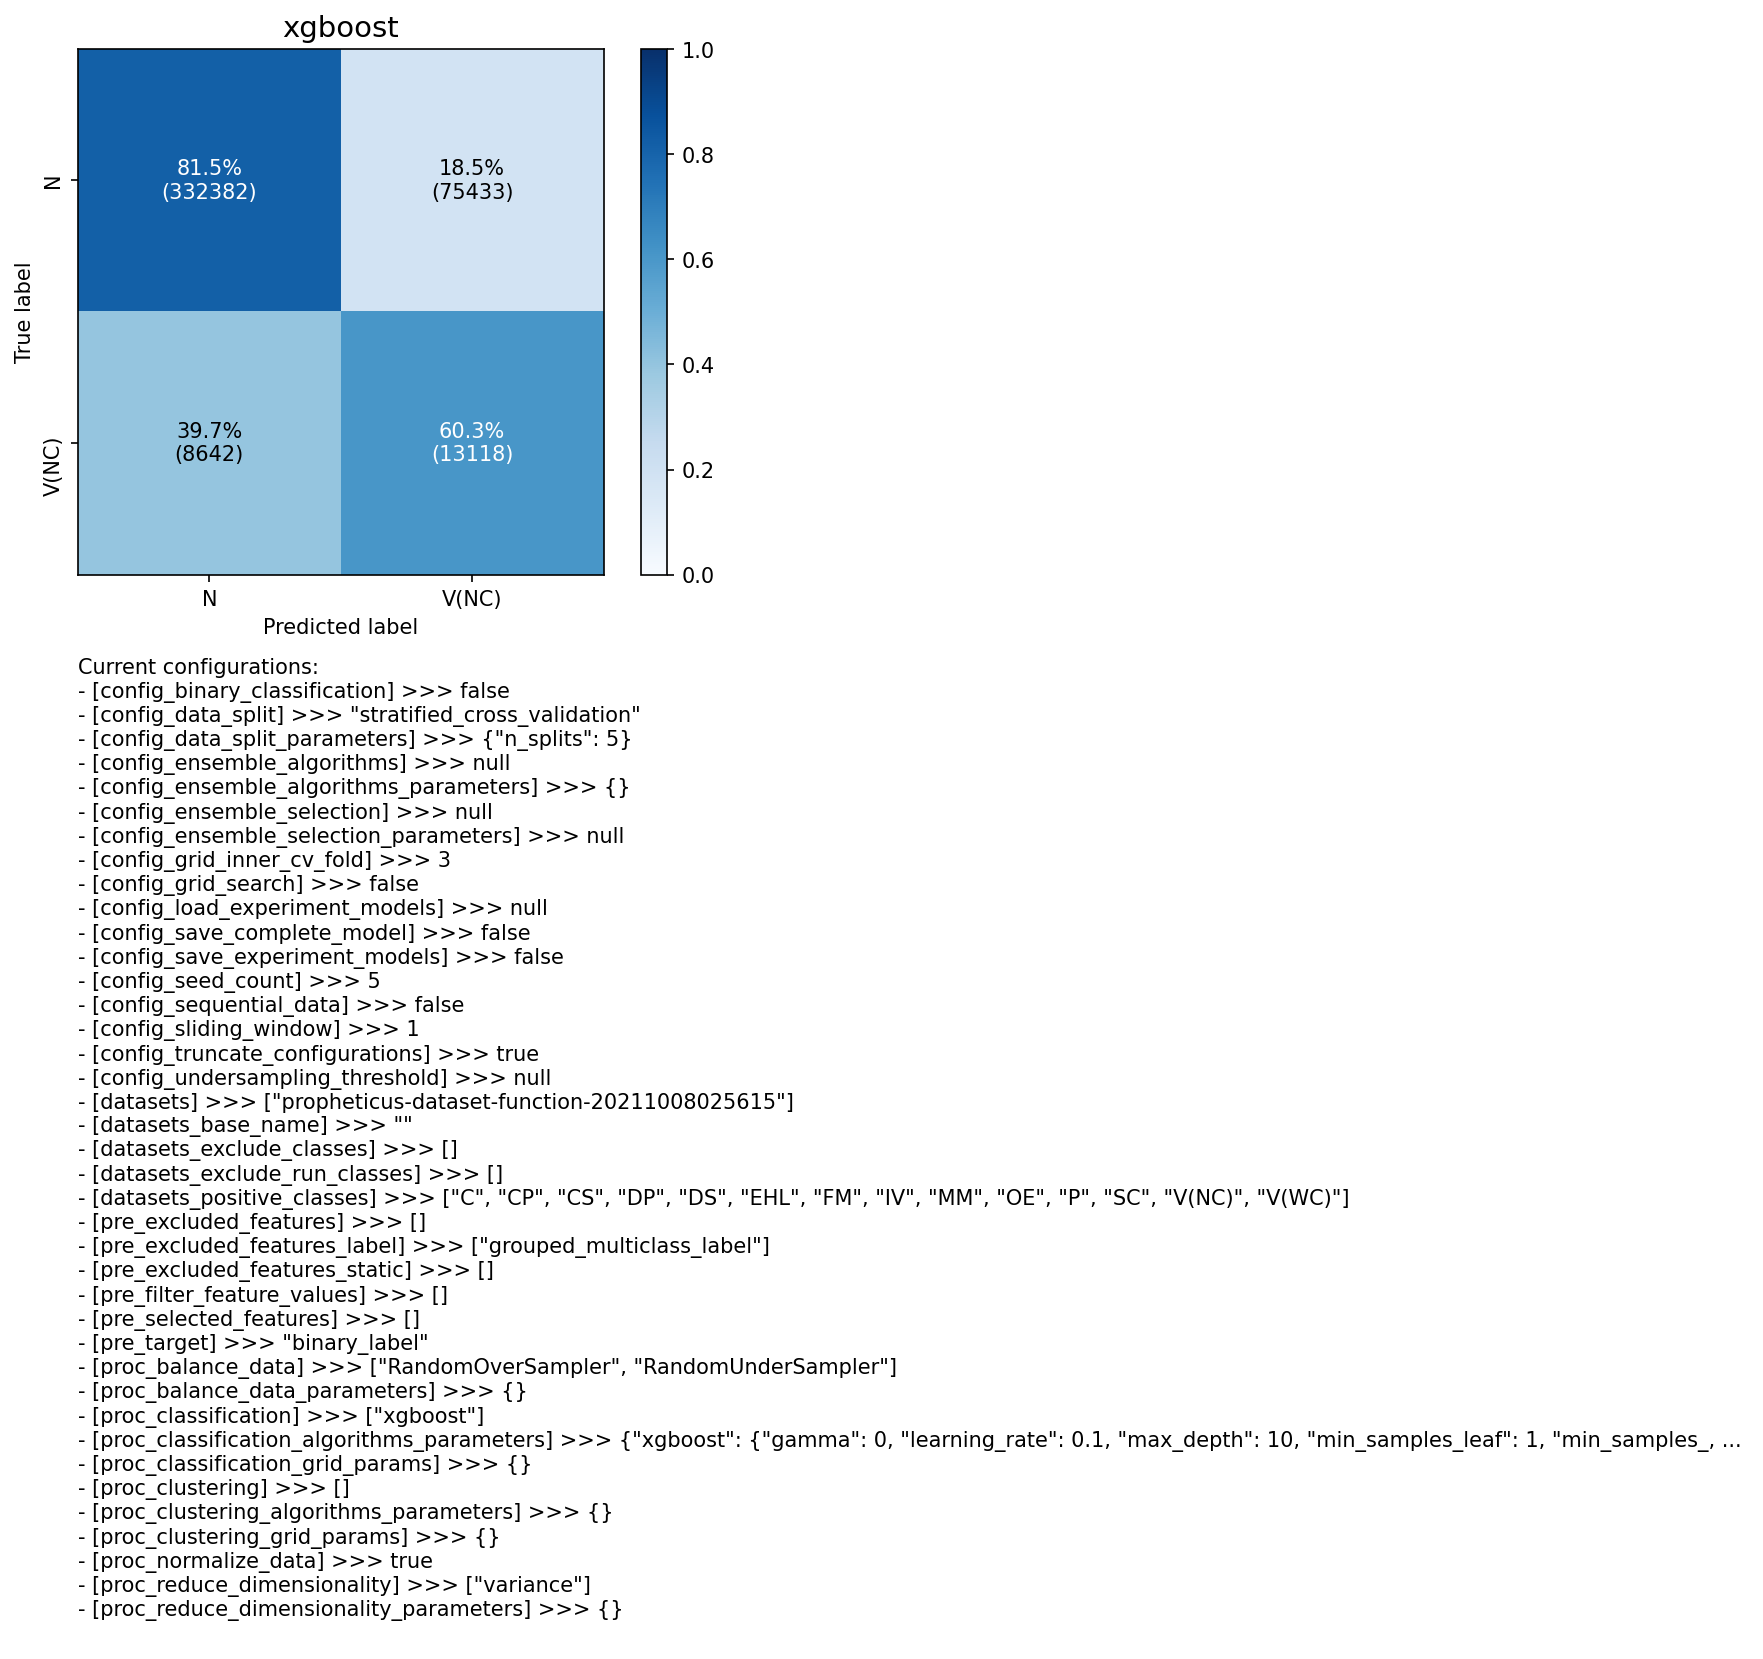 xgboost
81.5%
(332382)
18.5%
(75433)
39.7%
(8642)
60.3%
(13118)
True label
N
V(NC)
N
V(NC)
Predicted label
1.0
0.8
0.6
0.4
0.2
0.0
Current configurations:
- [config_binary_classification] >>> false
- [config_data_split] >>> "stratified_cross_validation"
- [config_data_split_parameters] >>> {"n_splits": 5}
- [config_ensemble_algorithms] >>> null
- [config_ensemble_algorithms_parameters] >>> {}
- [config_ensemble_selection] >>> null
- [config_ensemble_selection_parameters] >>> null
- [config_grid_inner_cv_fold] >>> 3
- [config_grid_search] >>> false
- [config_load_experiment_models] >>> null
- [config_save_complete_model] >>> false
- [config_save_experiment_models] >>> false
- [config_seed_count] >>> 5
- [config_sequential_data] >>> false
- [config_sliding_window] >>> 1
- [config_truncate_configurations] >>> true
- [config_undersampling_threshold] >>> null
- [datasets] >>> ["propheticus-dataset-function-20211008025615"]
- [datasets_base_name] >>> ""
- [datasets_exclude_classes] >>> []
- [datasets_exclude_run_classes] >>> []
- [datasets_positive_classes] >>> ["C", "CP", "CS", "DP", "DS", "EHL", "FM", "IV", "MM", "OE", "P", "SC", "V(NC)", "V(WC)"]
- [pre_excluded_features] >>> []
- [pre_excluded_features_label] >>> ["grouped_multiclass_label"]
- [pre_excluded_features_static] >>> []
- [pre_filter_feature_values] >>> []
- [pre_selected_features] >>> []
- [pre_target] >>> "binary_label"
- [proc_balance_data] >>> ["RandomOverSampler", "RandomUnderSampler"]
- [proc_balance_data_parameters] >>> {}
- [proc_classification] >>> ["xgboost"]
- [proc_classification_algorithms_parameters] >>> {"xgboost": {"gamma": 0, "learning_rate": 0.1, "max_depth": 10, "min_samples_leaf": 1, "min_samples_, ...
- [proc_classification_grid_params] >>> {}
- [proc_clustering] >>> []
- [proc_clustering_algorithms_parameters] >>> {}
- [proc_clustering_grid_params] >>> {}
- [proc_normalize_data] >>> true
- [proc_reduce_dimensionality] >>> ["variance"]
- [proc_reduce_dimensionality_parameters] >>> {}